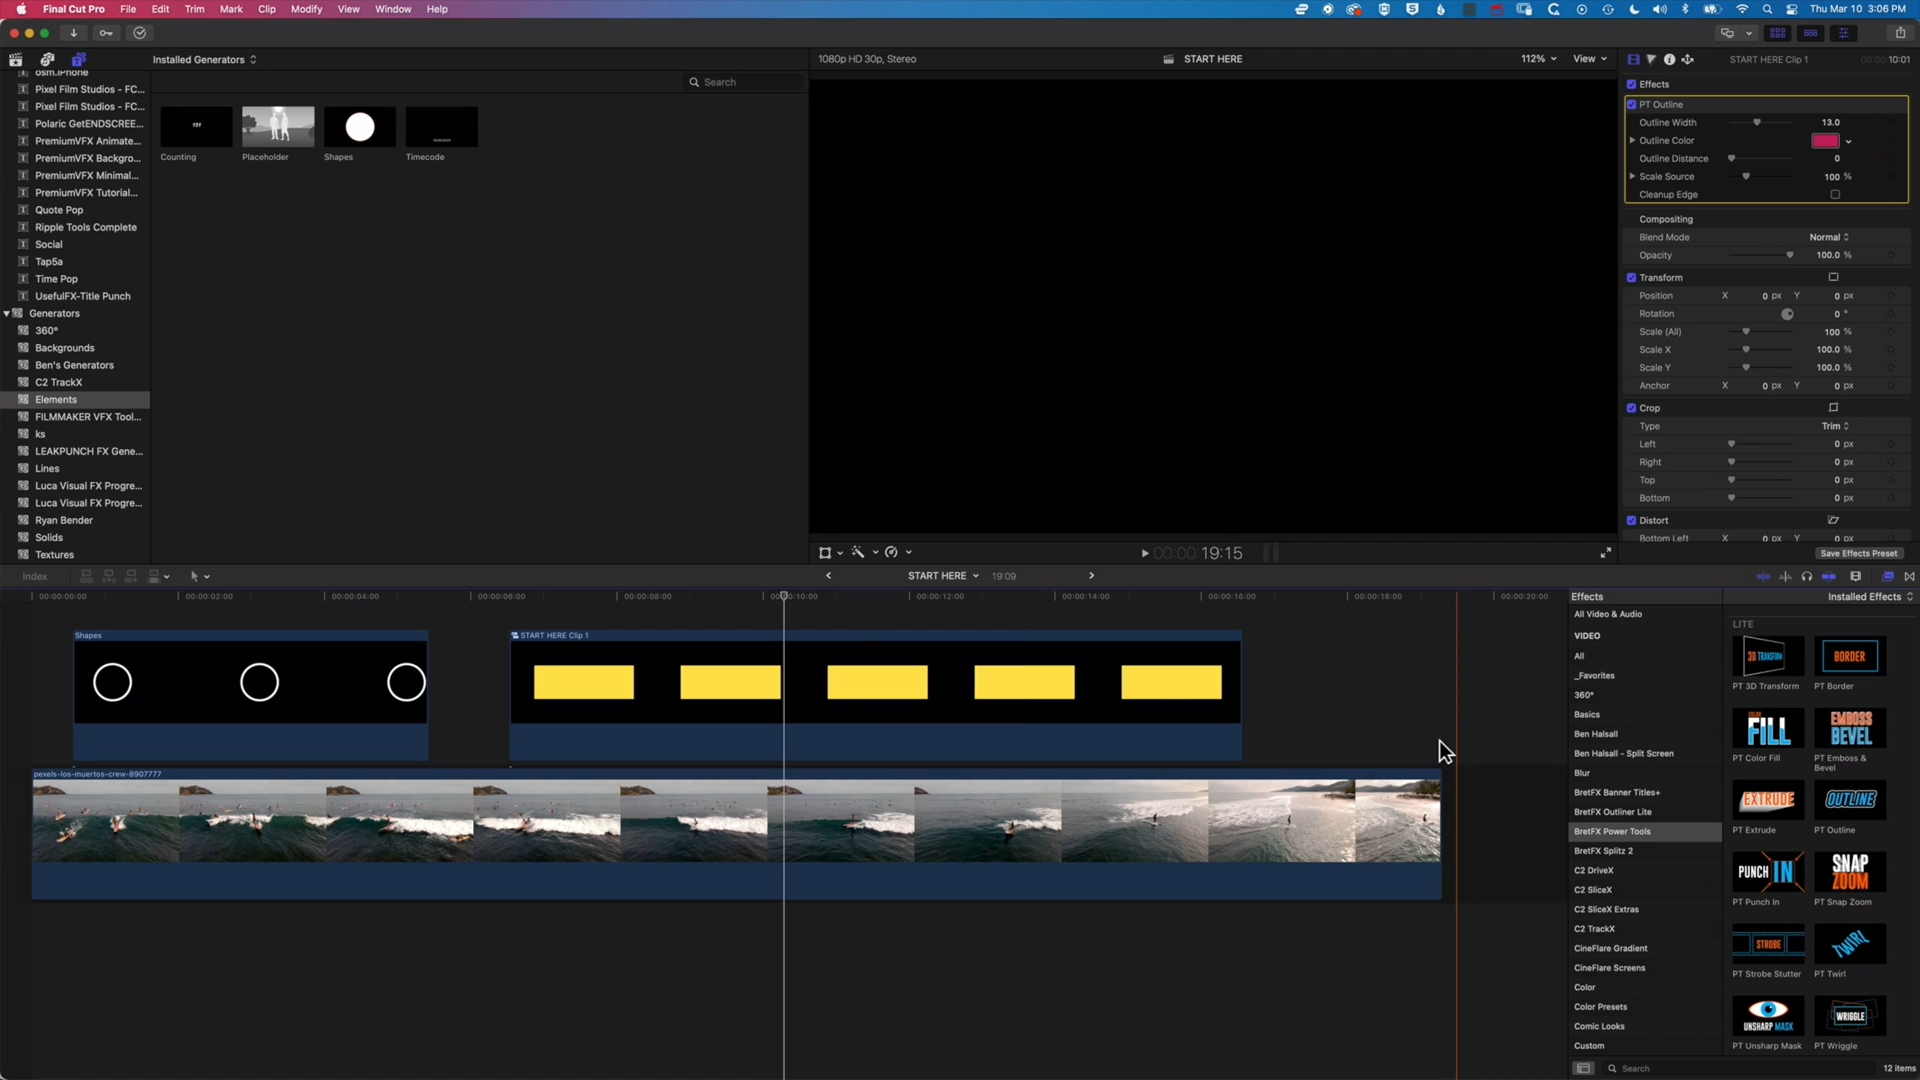 Final Cut Pro File Edit Trim Mark Clip Modify View Window Help
Thu Mar 10 3:06 PM
Installed Generators
Search
osm.iPhone
Pixel Film Studios - FC...
Pixel Film Studios - FC...
Polaric GetENDSCREE...
PremiumVFX Animate...
PremiumVFX Backgro...
PremiumVFX Minimal...
PremiumVFX Tutorial...
Quote Pop
Ripple Tools Complete
Social
Tap5a
Time Pop
UsefulFX-Title Punch
Generators
360°
Backgrounds
Ben's Generators
C2 TrackX
Elements
FILMMAKER VFX Tool...
ks
LEAKPUNCH FX Gene...
Lines
Luca Visual FX Progre...
Luca Visual FX Progre...
Ryan Bender
Solids
Textures
Counting
Placeholder
Shapes
Timecode
1080p HD 30p, Stereo
START HERE
112%
View
00:00:19:15
START HERE Clip 1
00:00:10:01
Effects
PT Outline
Outline Width 13.0
Outline Color
Outline Distance 0
Scale Source 100 %
Cleanup Edge
Compositing
Blend Mode Normal
Opacity 100.0 %
Transform
Position X 0 px Y 0 px
Rotation 0 °
Scale (All) 100 %
Scale X 100.0 %
Scale Y 100.0 %
Anchor X 0 px Y 0 px
Crop
Type Trim
Left 0 px
Right 0 px
Top 0 px
Bottom 0 px
Distort
Bottom Left X 0 px Y 0 px
Save Effects Preset
Index
START HERE 19:09
00:00:00:00
00:00:02:00
00:00:04:00
00:00:06:00
00:00:08:00
00:00:10:00
00:00:12:00
00:00:14:00
00:00:16:00
00:00:18:00
00:00:20:00
Shapes
START HERE Clip 1
pexels-los-muertos-crew-8907777
Effects
Installed Effects
All Video & Audio
VIDEO
All
_Favorites
360°
Basics
Ben Halsall
Ben Halsall - Split Screen
Blur
BretFX Banner Titles+
BretFX Outliner Lite
BretFX Power Tools
BretFX Splitz 2
C2 DriveX
C2 SliceX
C2 SliceX Extras
C2 TrackX
CineFlare Gradient
CineFlare Screens
Color
Color Presets
Comic Looks
Custom
LITE
3D TRANSFORM
BORDER
PT 3D Transform
PT Border
COLOR FILL
EMBOSS BEVEL
PT Color Fill
PT Emboss & Bevel
EXTRUDE
OUTLINE
PT Extrude
PT Outline
PUNCH IN
SNAP ZOOM
PT Punch In
PT Snap Zoom
STROBE
TWIRL
PT Strobe Stutter
PT Twirl
UNSHARP MASK
WRIGGLE
PT Unsharp Mask
PT Wriggle
Search
12 items